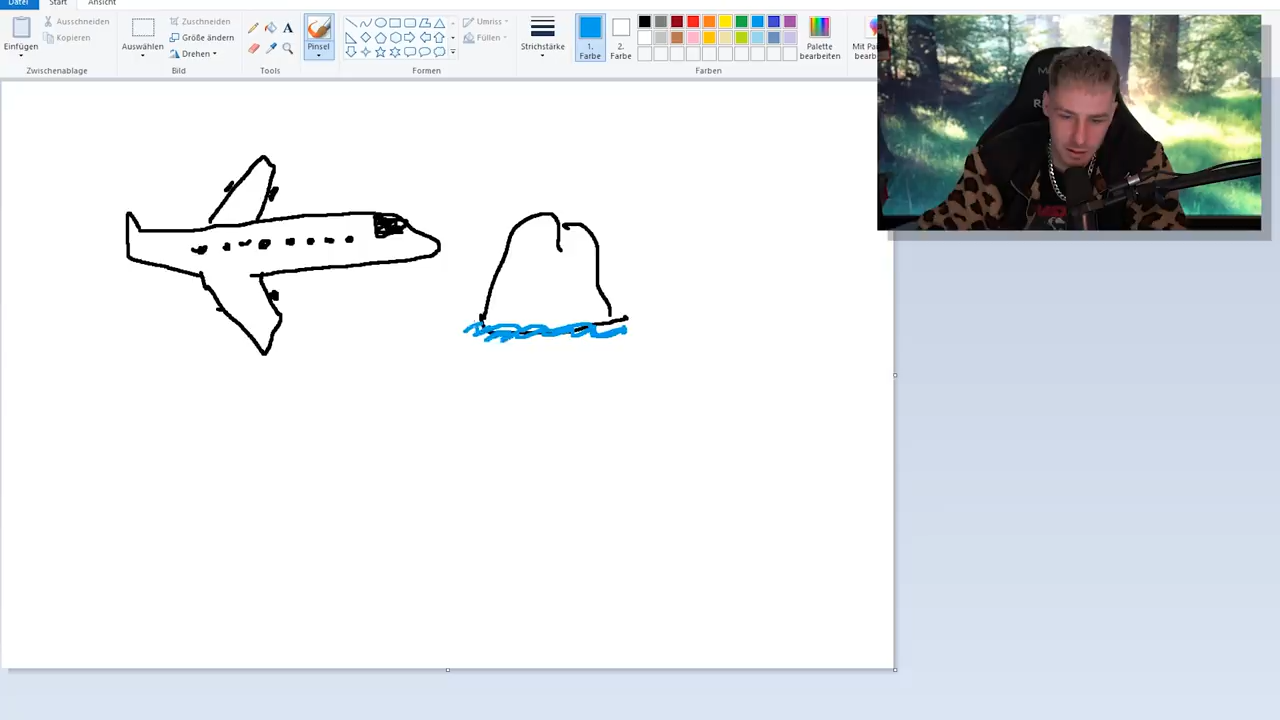 Datei Start Ansicht
Einfügen
Ausschneiden
Kopieren
Zwischenablage
Auswählen
Zuschneiden
Größe ändern
Drehen
Bild
A
Tools
Pinsel
Umriss
Füllen
Formen
Strichstärke
1.
Farbe
2.
Farbe
Palette
bearbeiten
Farben